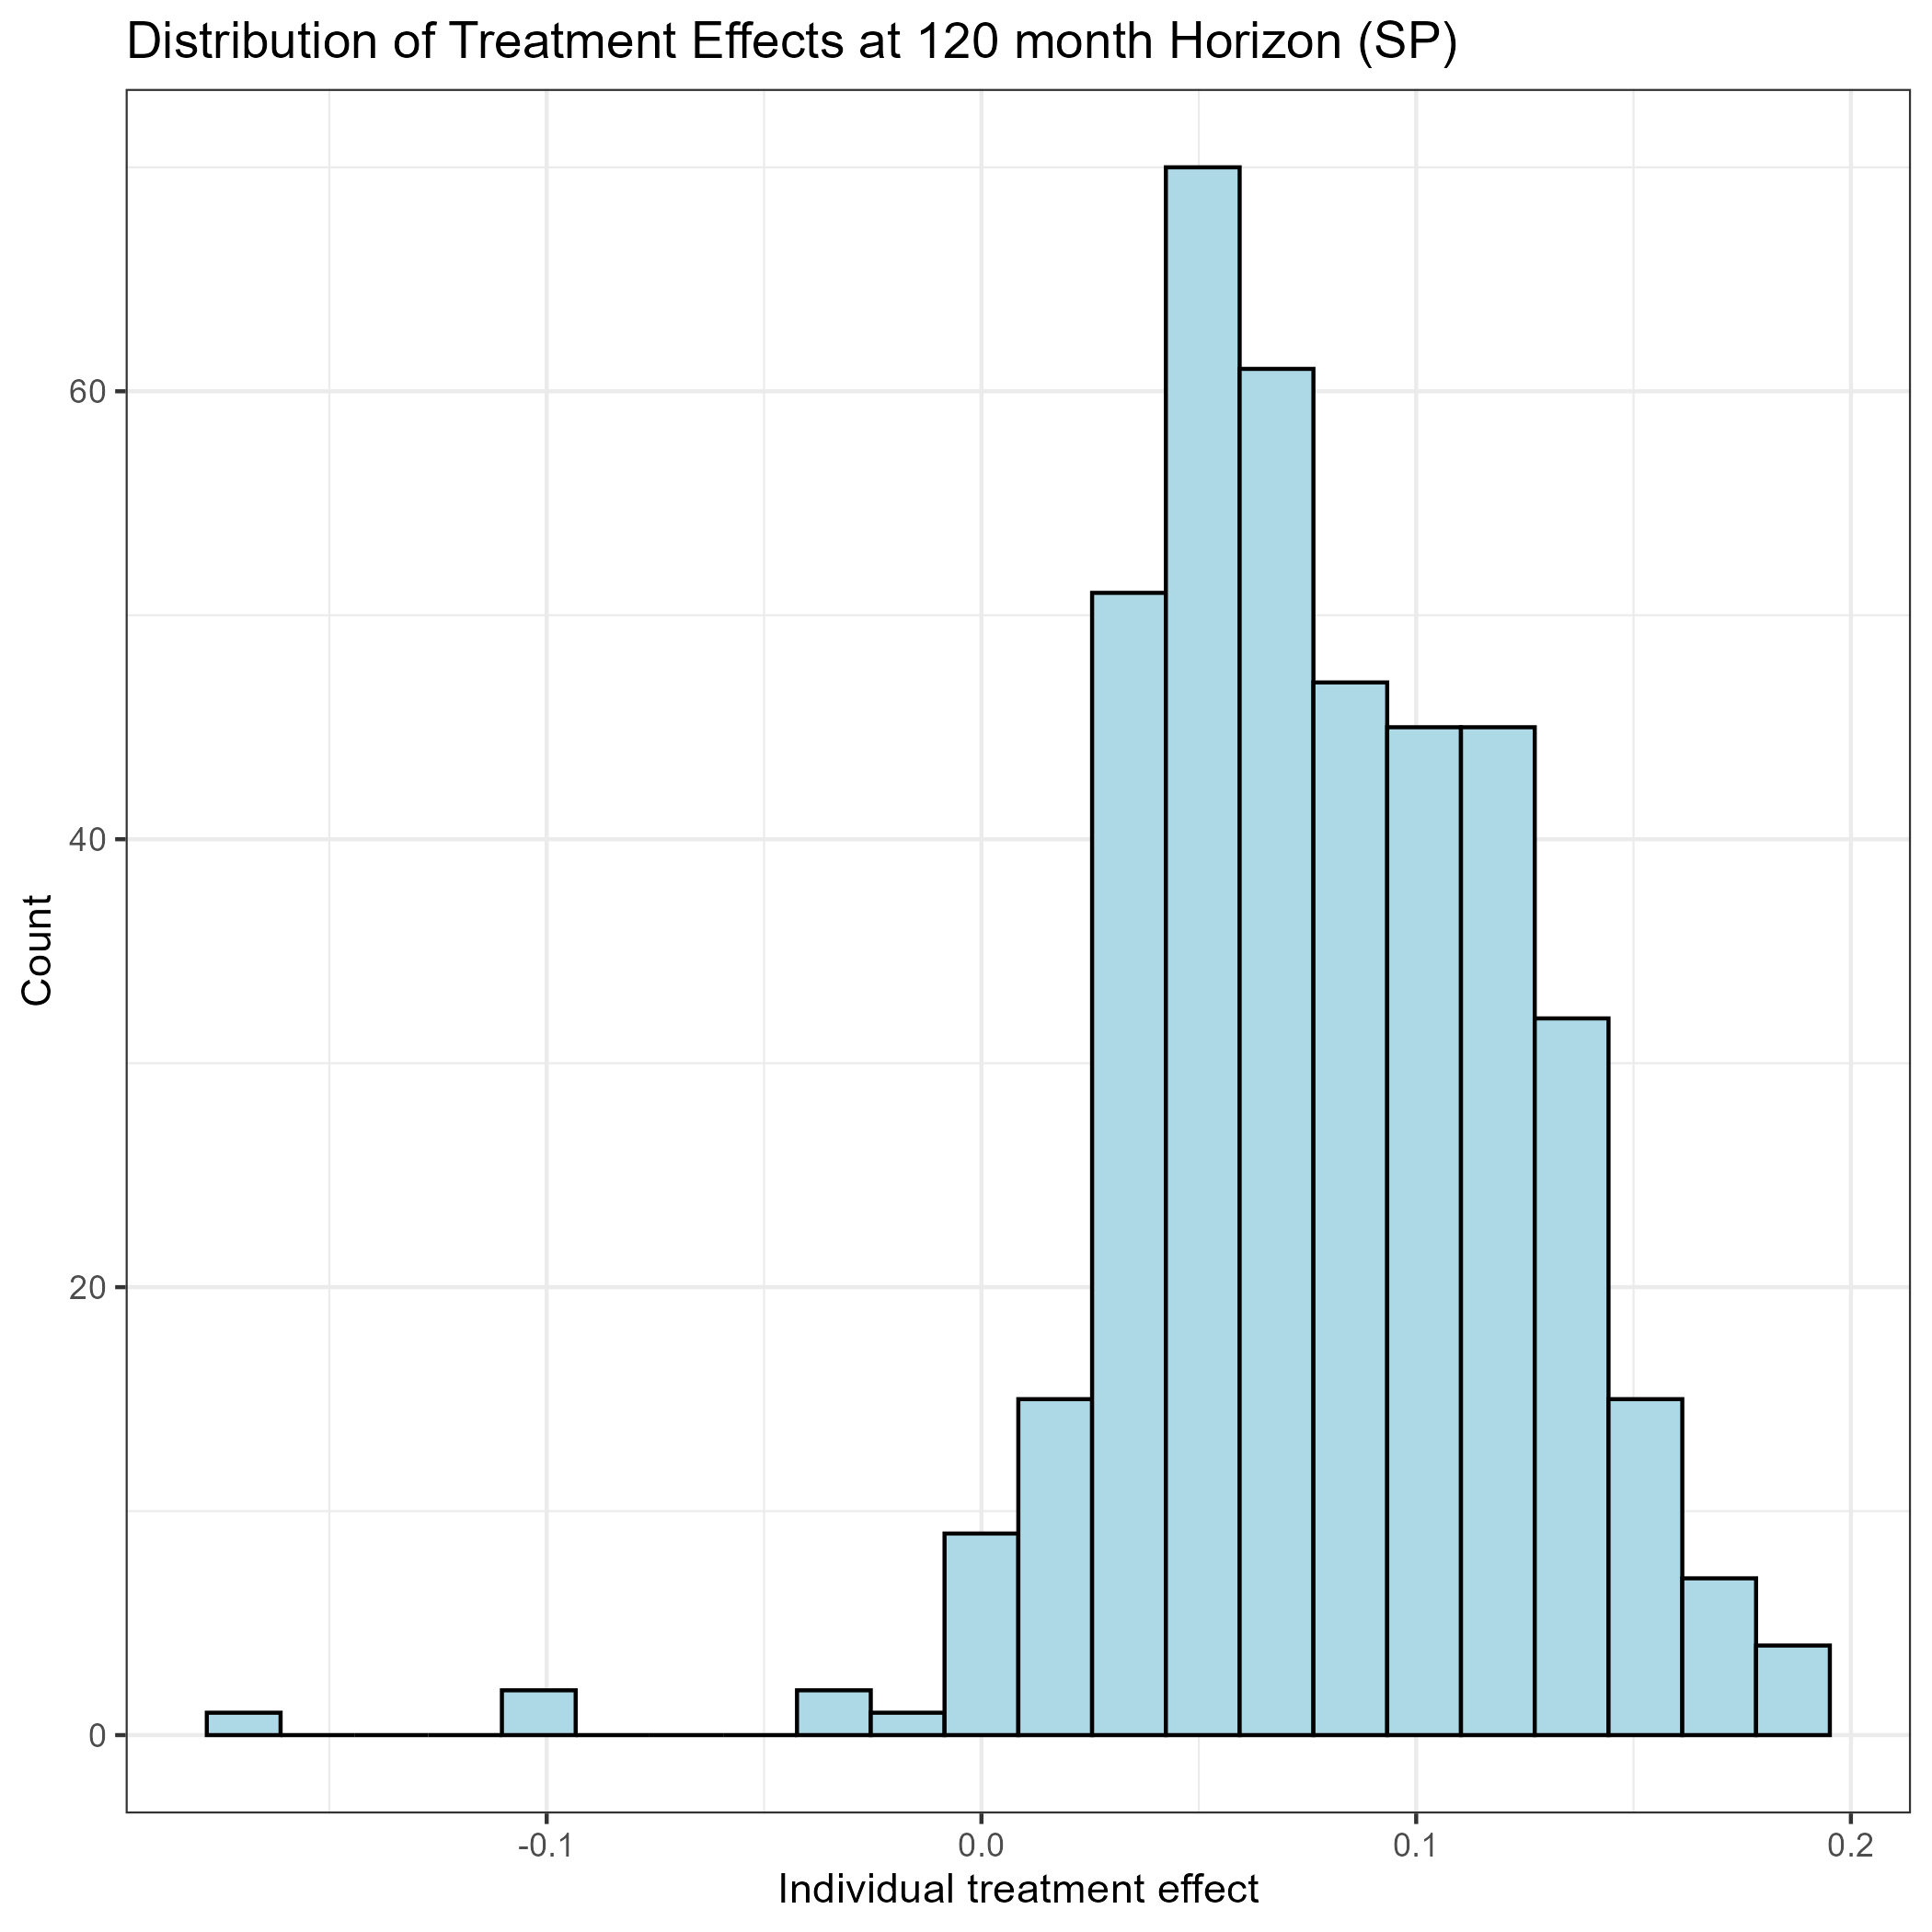 Distribution of Treatment Effects at 120 month Horizon (SP)
Count
60
40
20
0
-0.1
0.0
0.1
0.2
Individual treatment effect